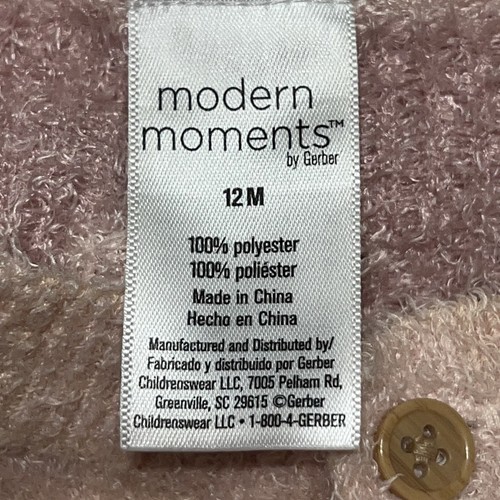 modern
moments™
by Gerber
12 M
100% polyester
100% poliéster
Made in China
Hecho en China
Manufactured and Distributed by/
Fabricado y distribuido por Gerber
Childrenswear LLC, 7005 Pelham Rd,
Greenville, SC 29615 ©Gerber
Childrenswear LLC • 1-800-4-GERBER